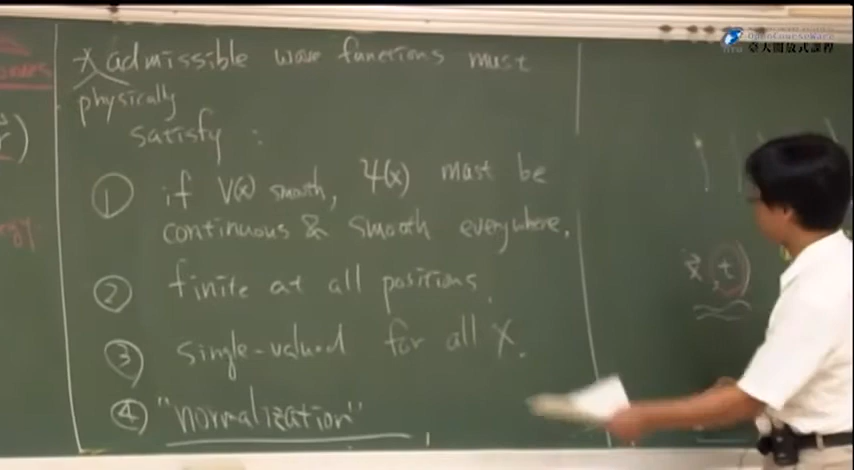 OpenCourseWare
臺大開放式課程
* admissible wave functions must
physically
satisfy :
① if V(x) smooth, Ψ(x) must be
continuous & smooth everywhere.
② finite at all positions.
③ single-valued for all X.
④ "normalization"
, t)